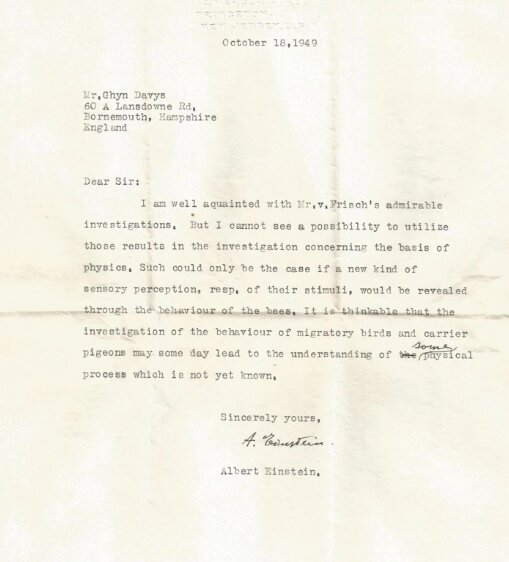 PRINCETON.
NEW JERSEY, U.S.A.
October 18,1949
Mr.Ghyn Davys
60 A Lansdowne Rd,
Bornemouth, Hampshire
England
Dear Sir:
I am well aquainted with Mr.v.Frisch's admirable
investigations. But I cannot see a possibility to utilize
those results in the investigation concerning the basis of
physics. Such could only be the case if a new kind of
sensory perception, resp. of their stimuli, would be revealed
through the behaviour of the bees. It is thinkable that the
investigation of the behaviour of migratory birds and carrier
pigeons may some day lead to the understanding of the some physical
process which is not yet known.
Sincerely yours,
A. Einstein.
Albert Einstein.